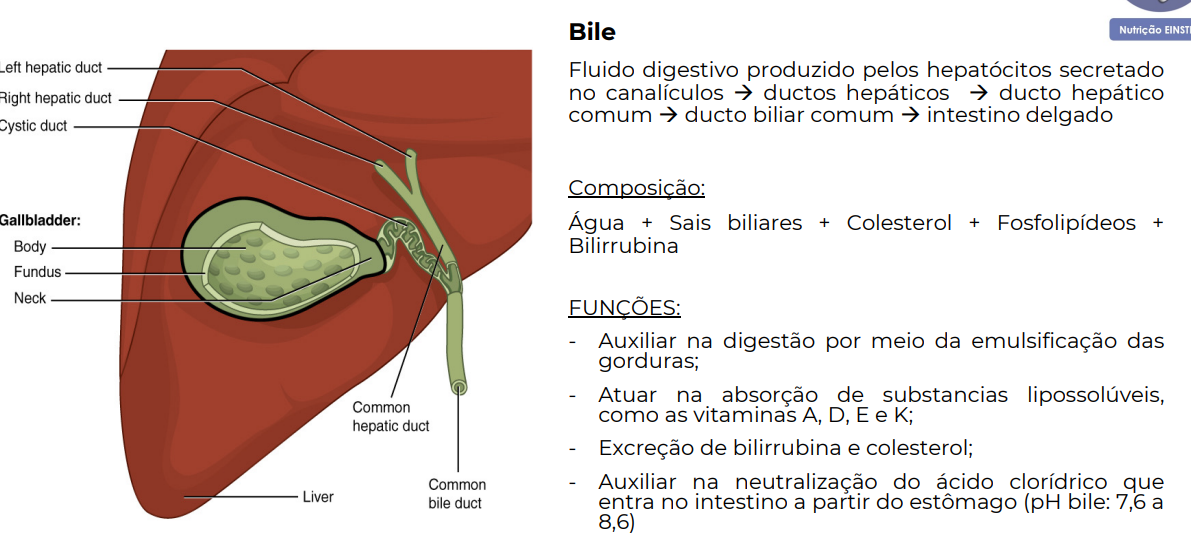 Left hepatic duct
Right hepatic duct
Cystic duct
Gallbladder:
Body
Fundus
Neck
Common
hepatic duct
Common
bile duct
Liver
Nutrição
Bile
Fluido digestivo produzido pelos hepatócitos secretado
no canalículos → ductos hepáticos → ducto hepático
comum → ducto biliar comum → intestino delgado
Composição:
Água + Sais biliares + Colesterol + Fosfolipídeos +
Bilirrubina
FUNÇÕES:
- Auxiliar na digestão por meio da emulsificação das
gorduras;
- Atuar na absorção de substancias lipossolúveis,
como as vitaminas A, D, E e K;
- Excreção de bilirrubina e colesterol;
- Auxiliar na neutralização do ácido clorídrico que
entra no intestino a partir do estômago (pH bile: 7,6 a
8,6)